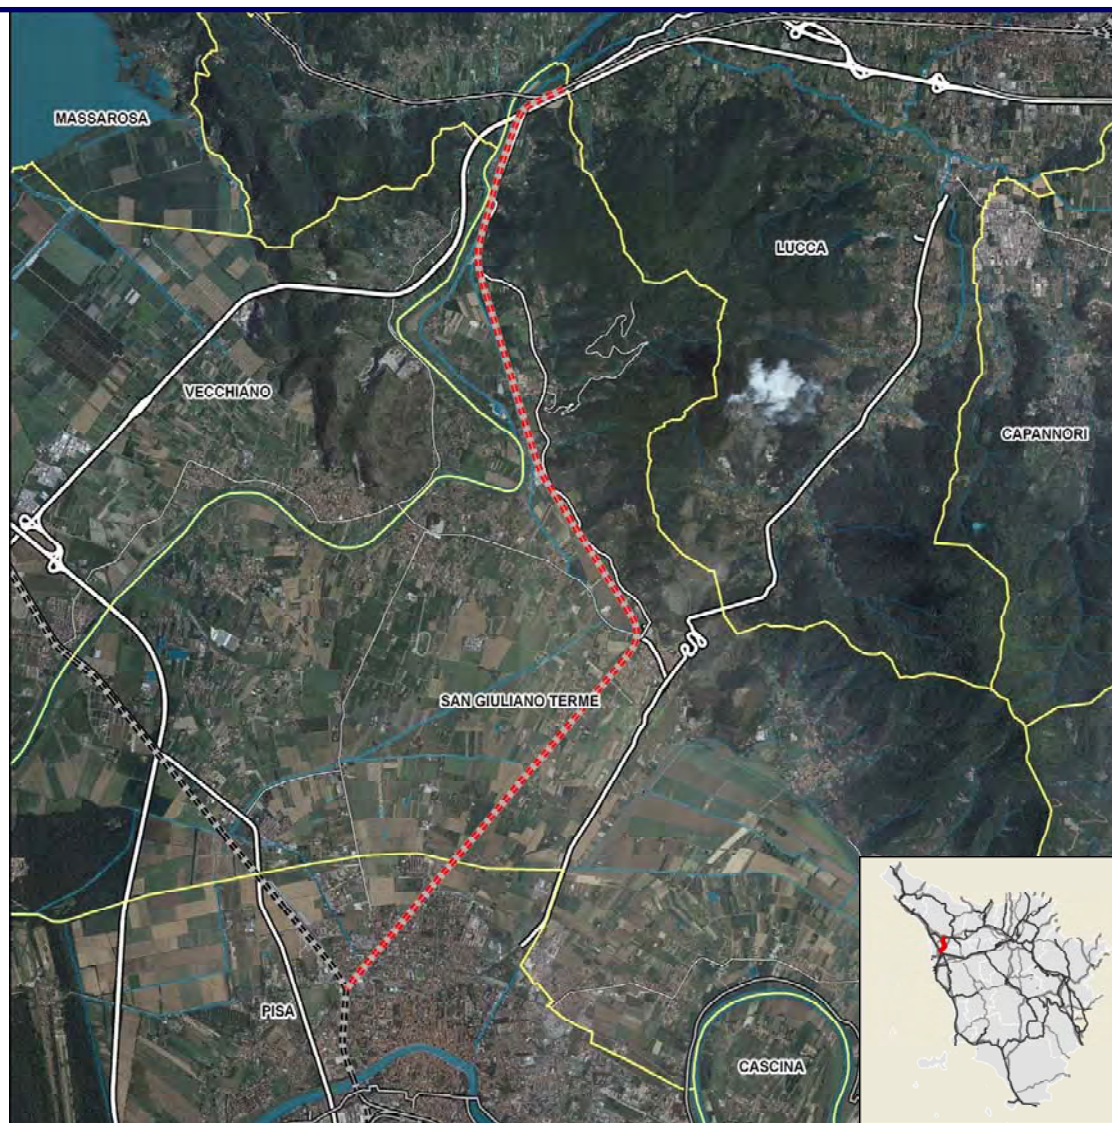 MASSAROSA
LUCCA
VECCHIANO
CAPANNORI
SAN GIULIANO TERME
PISA
CASCINA